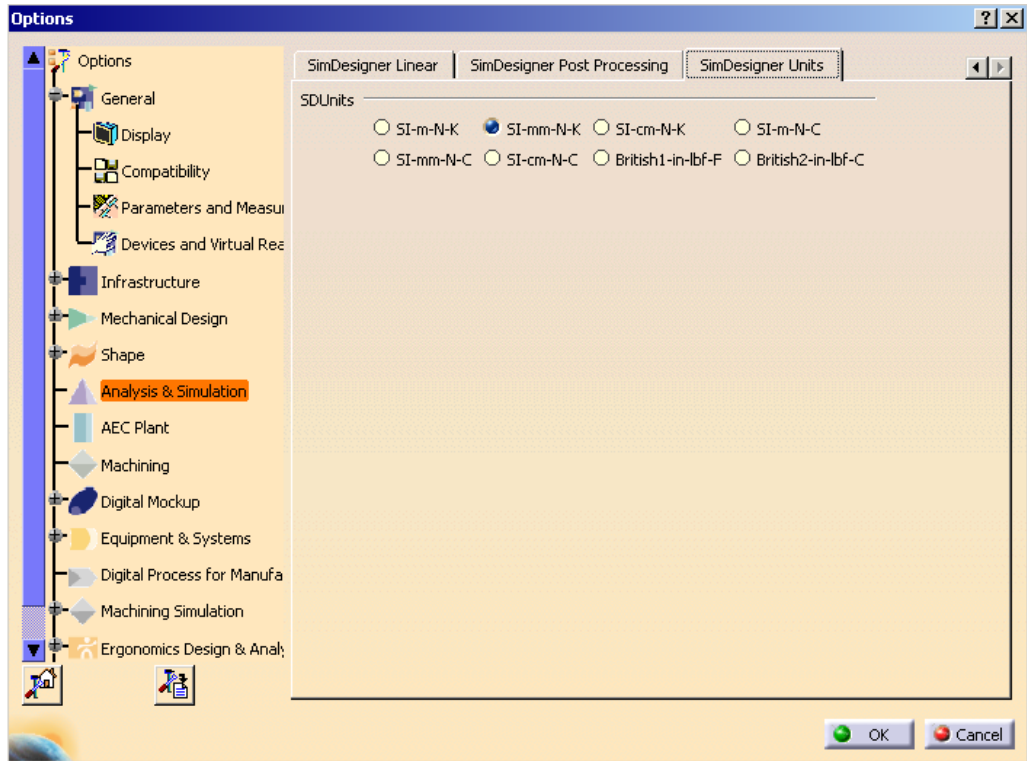 Options
Options
General
Display
Compatibility
Parameters and Measu
Devices and Virtual Rea
Infrastructure
Mechanical Design
Shape
Analysis & Simulation
AEC Plant
Machining
Digital Mockup
Equipment & Systems
Digital Process for Manufa
Machining Simulation
Ergonomics Design & Analy
SimDesigner Linear SimDesigner Post Processing SimDesigner Units
SDUnits
SI-m-N-K SI-mm-N-K SI-cm-N-K SI-m-N-C
SI-mm-N-C SI-cm-N-C British1-in-lbf-F British2-in-lbf-C
OK Cancel